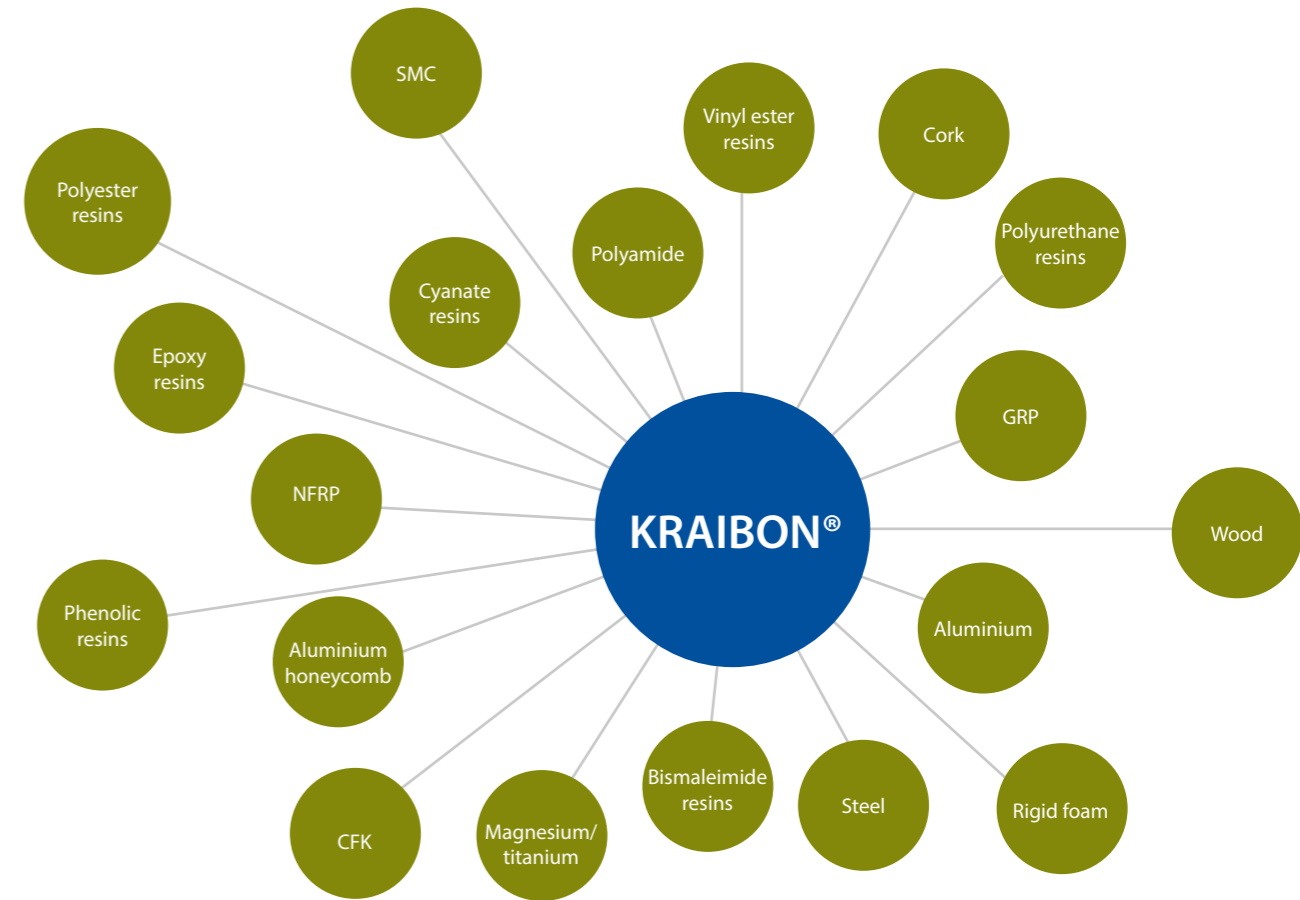 SMC
Vinyl ester
resins
Cork
Polyester
resins
Polyamide
Polyurethane
resins
Cyanate
resins
Epoxy
resins
GRP
NFRP
KRAIBON®
Wood
Phenolic
resins
Aluminium
honeycomb
Aluminium
Bismaleimide
resins
Steel
Rigid foam
CFK
Magnesium/
titanium